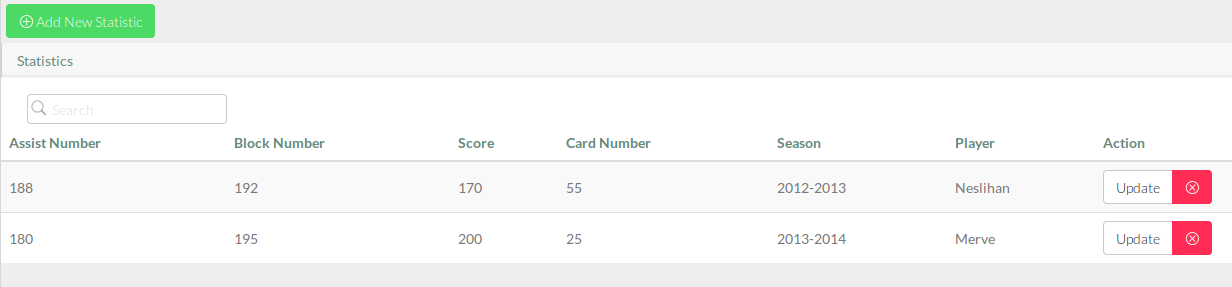 Add New Statistic
Statistics
Search
Assist Number Block Number Score Card Number Season Player Action
188 192 170 55 2012-2013 Neslihan Update
180 195 200 25 2013-2014 Merve Update